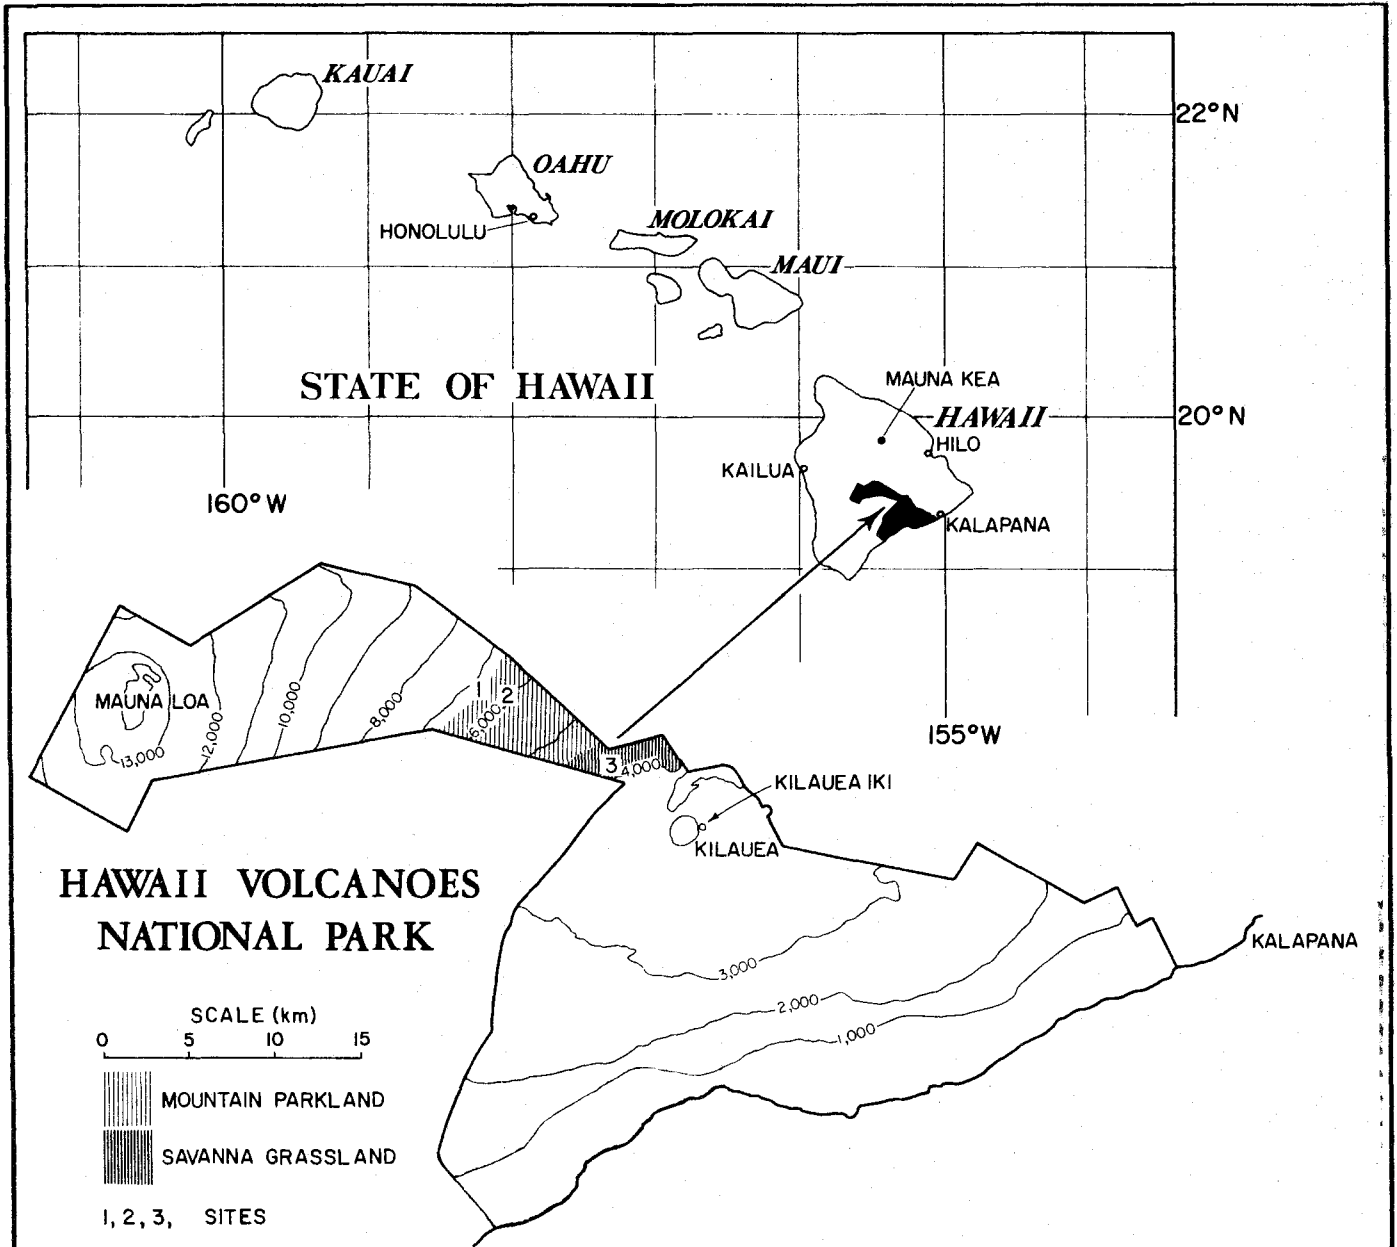 KAUAI
22°N
OAHU
HONOLULU
MOLOKAI
MAUI
STATE OF HAWAII
MAUNA KEA
HAWAII
20°N
HILO
KAILUA
160°W
KALAPANA
155°W
MAUNA LOA
13,000
12,000
10,000
8,000
6,000
1
2
3
4,000
KILAUEA IKI
KILAUEA
HAWAII VOLCANOES
NATIONAL PARK
KALAPANA
3,000
2,000
1,000
SCALE (km)
0 5 10 15
MOUNTAIN PARKLAND
SAVANNA GRASSLAND
1, 2, 3, SITES